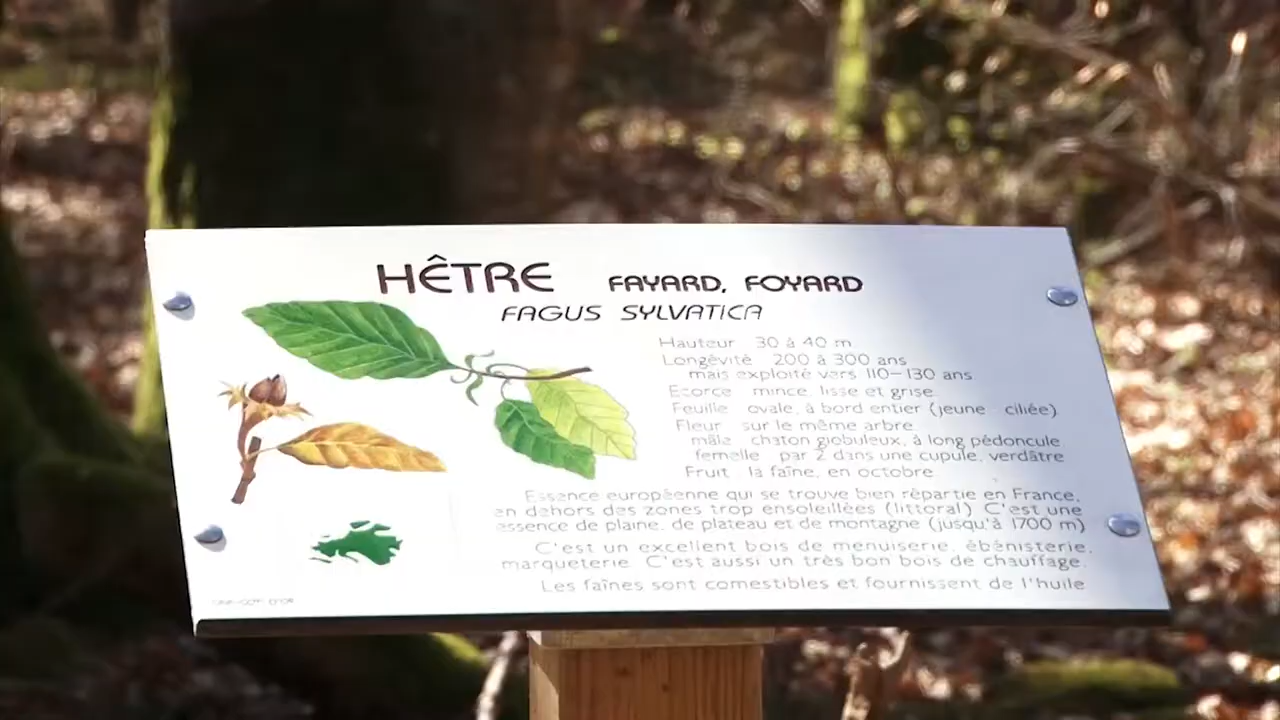 HÊTRE FAYARD, FOYARD
FAGUS SYLVATICA
Hauteur 30 à 40 m
Longévité 200 à 300 ans
mais exploité vers 110-130 ans
Ecorce mince, lisse et grise
Feuille ovale, à bord entier (jeune ciliée)
Fleur sur le même arbre
mâle chaton globuleux, à long pédoncule
femelle par 2 dans une cupule, verdâtre
Fruit la faîne, en octobre
Essence européenne qui se trouve bien répartie en France,
en dehors des zones trop ensoleillées (littoral) C'est une
essence de plaine, de plateau et de montagne (jusqu'à 1700 m)
C'est un excellent bois de menuiserie, ébénisterie,
marqueterie C'est aussi un très bon bois de chauffage.
Les faînes sont comestibles et fournissent de l'huile